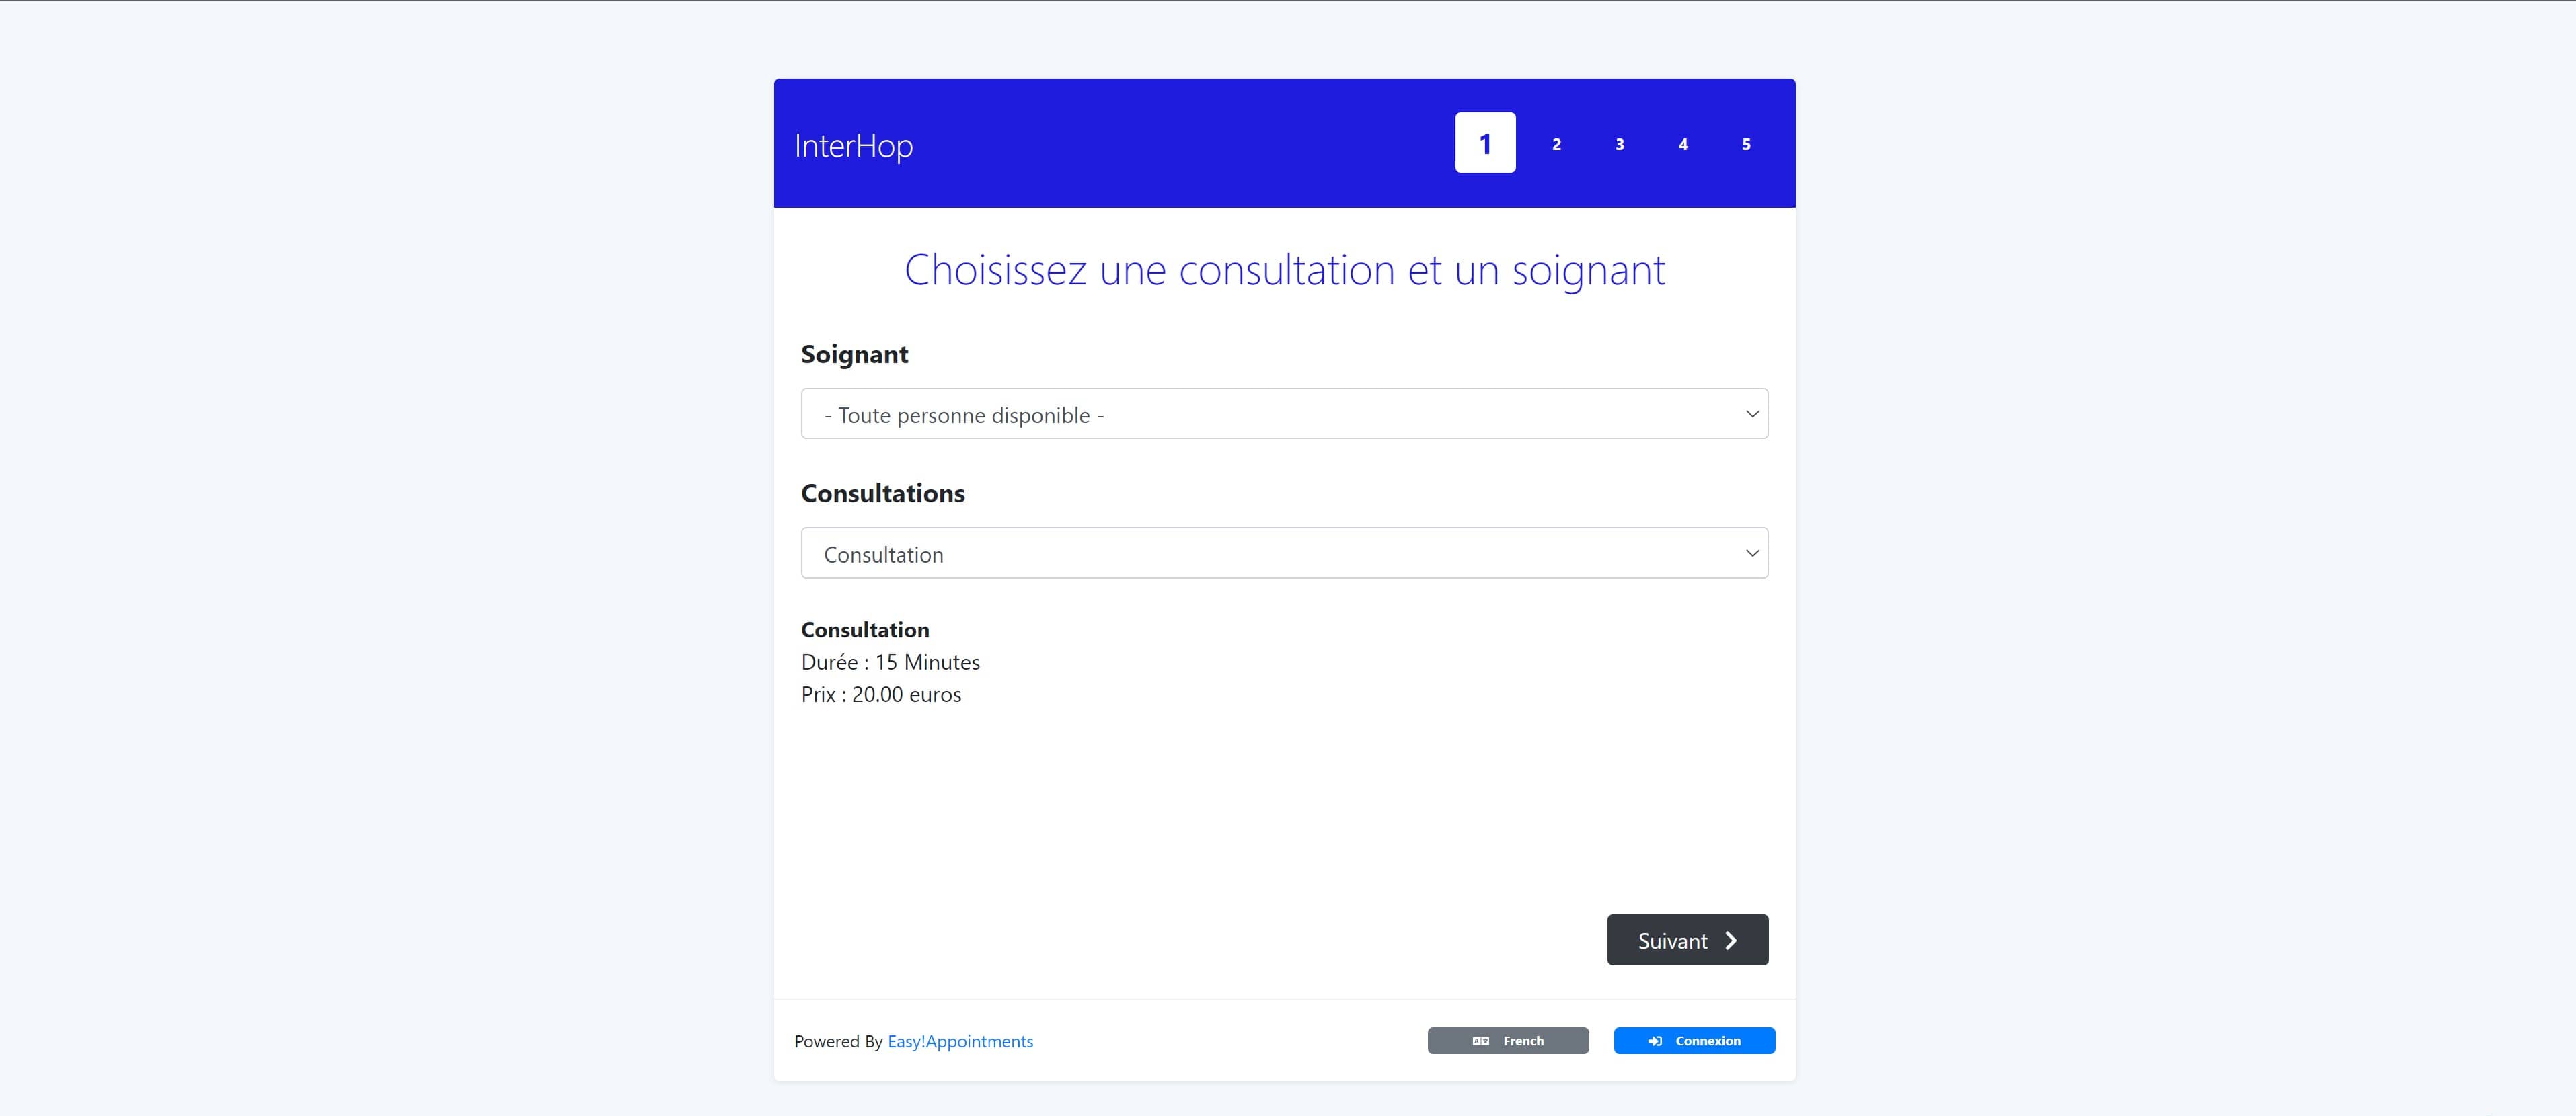 InterHop
1 2 3 4 5
Choisissez une consultation et un soignant
Soignant
- Toute personne disponible -
Consultations
Consultation
Consultation
Durée : 15 Minutes
Prix : 20.00 euros
Suivant
Powered By Easy!Appointments
French
Connexion